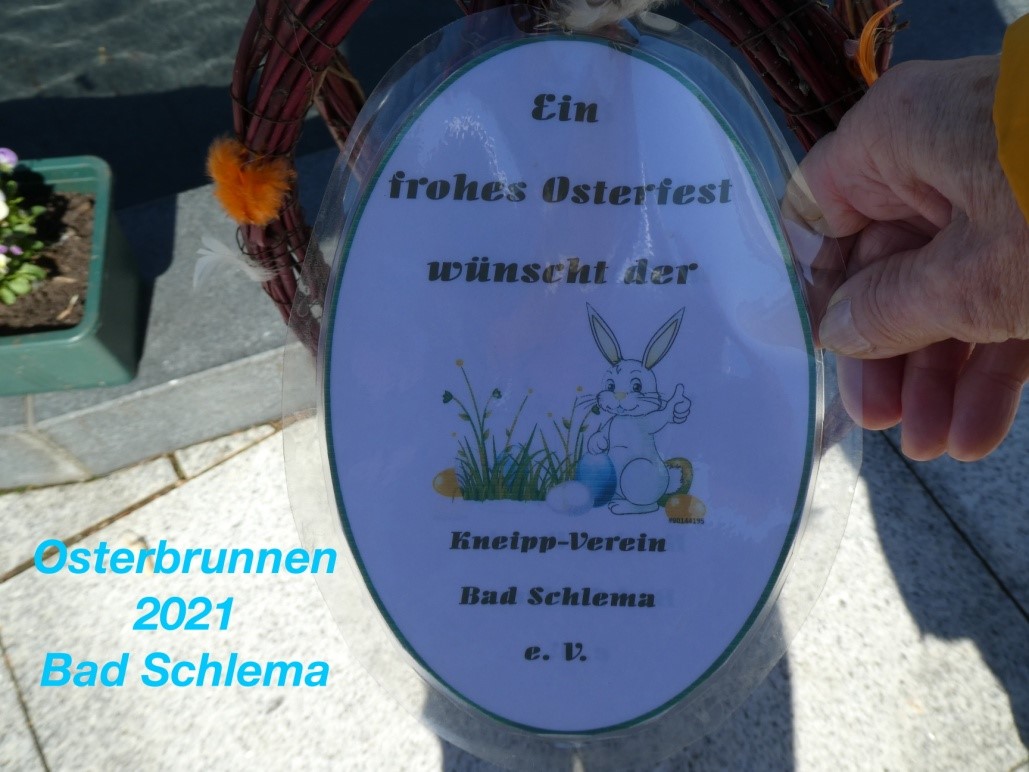 Ein
frohes Osterfest
wünscht der
Kneipp-Verein
Bad Schlema
e. V.
Osterbrunnen
2021
Bad Schlema